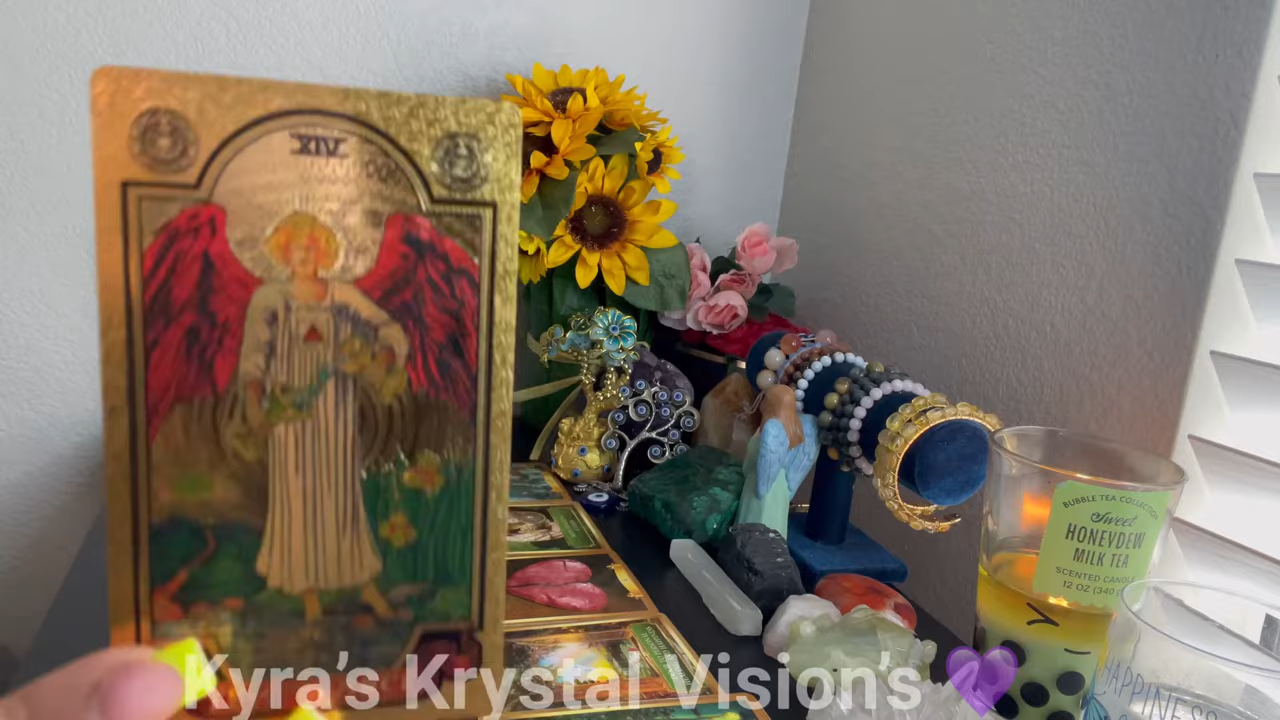 XIV
BUBBLE TEA COLLECTION
Sweet
HONEYDEW
MILK TEA
SCENTED CANDLE
12 OZ (340
HAPPINESS
Kyra's Krystal Vision's 💜